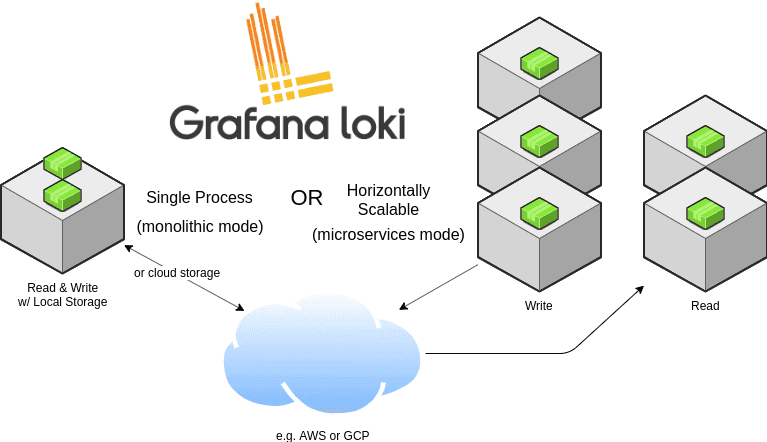 Grafana loki
Single Process
(monolithic mode)
OR
Horizontally
Scalable
(microservices mode)
or cloud storage
Read & Write
w/ Local Storage
Write
Read
e.g. AWS or GCP